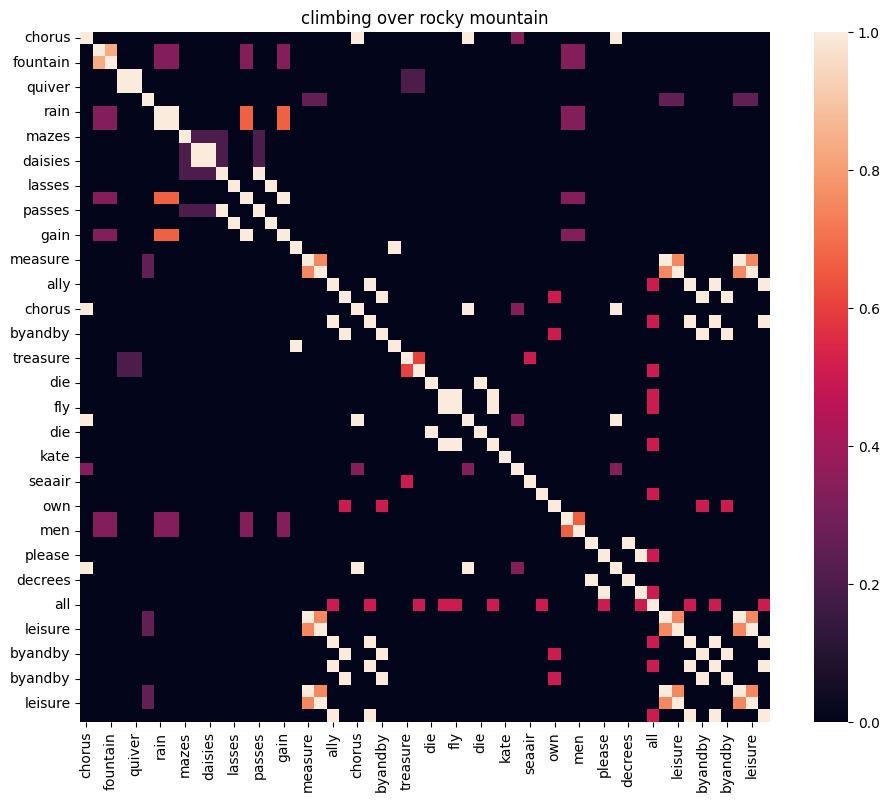 climbing over rocky mountain
chorus
fountain
quiver
rain
mazes
daisies
lasses
passes
gain
measure
ally
chorus
byandby
treasure
die
fly
die
kate
seaair
own
men
please
decrees
all
leisure
byandby
byandby
leisure
1.0
0.8
0.6
0.4
0.2
0.0
chorus
fountain
quiver
rain
mazes
daisies
lasses
passes
gain
measure
ally
chorus
byandby
treasure
die
fly
die
kate
seaair
own
men
please
decrees
all
leisure
byandby
byandby
leisure